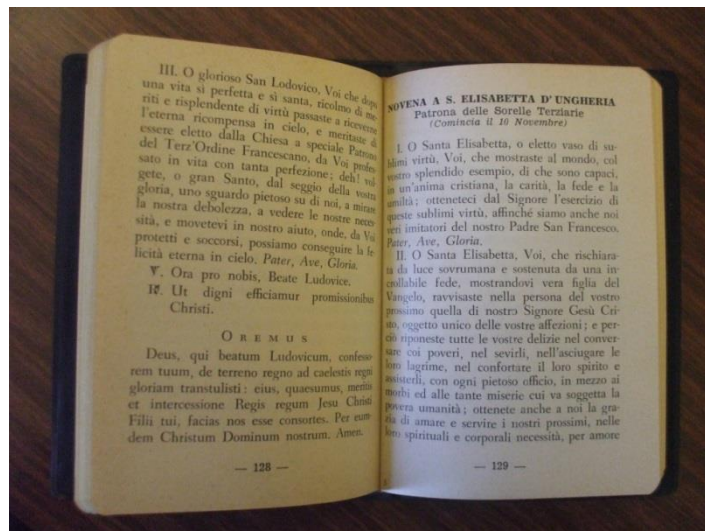 III. O glorioso San Lodovico, Voi che dopo
una vita sì perfetta e sì santa, ricolmo di me-
riti e risplendente di virtù passaste a riceverne
l'eterna ricompensa in cielo, e meritaste di
essere eletto dalla Chiesa a speciale Patrono
del Terz'Ordine Francescano, da Voi profes-
sato in vita con tanta perfezione; deh! vol-
gete, o gran Santo, dal seggio della vostra
gloria, uno sguardo pietoso su di noi, a mirare
la nostra debolezza, a vedere le nostre neces-
sità, e movetevi in nostro aiuto, onde, da Voi
protetti e soccorsi, possiamo conseguire la fe-
licità eterna in cielo. Pater, Ave, Gloria.
℣. Ora pro nobis, Beate Ludovice.
℟. Ut digni efficiamur promissionibus
Christi.
OREMUS
Deus, qui beatum Ludovicum, confesso-
rem tuum, de terreno regno ad caelestis regni
gloriam transtulisti: eius, quaesumus, meritis
et intercessione Regis regum Jesu Christi
Filii tui, facias nos esse consortes. Per eum-
dem Christum Dominum nostrum. Amen.
— 128 —
NOVENA A S. ELISABETTA D'UNGHERIA
Patrona delle Sorelle Terziarie
(Comincia il 10 Novembre)
I. O Santa Elisabetta, o eletto vaso di su-
blimi virtù, Voi, che mostraste al mondo, col
vostro splendido esempio, di che sono capaci,
in un'anima cristiana, la carità, la fede e la
umiltà; otteneteci dal Signore l'esercizio di
queste sublimi virtù, affinché siamo anche noi
veri imitatori del nostro Padre San Francesco.
Pater, Ave, Gloria.
II. O Santa Elisabetta, Voi, che rischiara-
ta da luce sovrumana e sostenuta da una in-
crollabile fede, mostrandovi vera figlia del
Vangelo, ravvisaste nella persona del vostro
prossimo quella di nostro Signore Gesù Cri-
sto, oggetto unico delle vostre affezioni; e per-
ciò riponeste tutte le vostre delizie nel conver-
sare coi poveri, nel sevirli, nell'asciugare le
loro lagrime, nel confortare il loro spirito e
assisterli, con ogni pietoso officio, in mezzo ai
morbi ed alle tante miserie cui va soggetta la
povera umanità; ottenete anche a noi la gra-
zia di amare e servire i nostri prossimi, nelle
loro spirituali e corporali necessità, per amore
— 129 —